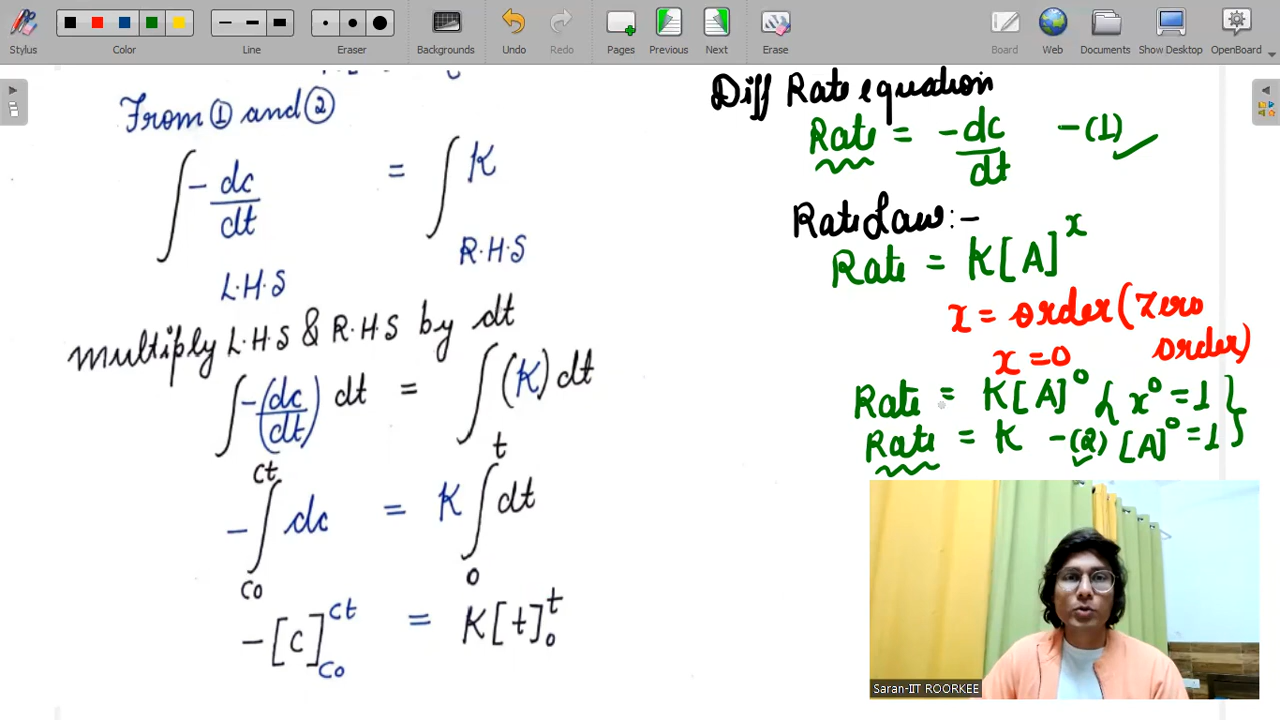 Stylus
Color
Line
Eraser
Backgrounds
Undo
Redo
Pages
Previous
Next
Erase
Board
Web
Documents
Show Desktop
OpenBoard
From ① and ②
∫ - dc/dt = ∫ K
L.H.S R.H.S
Multiply L.H.S & R.H.S by dt
∫ -(dc/dt) dt = ∫ (K) dt
- ∫_{C0}^{Ct} dc = K ∫_0^t dt
-[c]_{C0}^{Ct} = K[t]_0^t
Diff Rate equation
Rate = -dc/dt -(1)
Rate Law:-
Rate = K[A]^x
x = order (Zero order)
x = 0
Rate = K[A]⁰ { x⁰ = 1 }
Rate = K -(2) [A]⁰ = 1 }
Saran-IIT ROORKEE